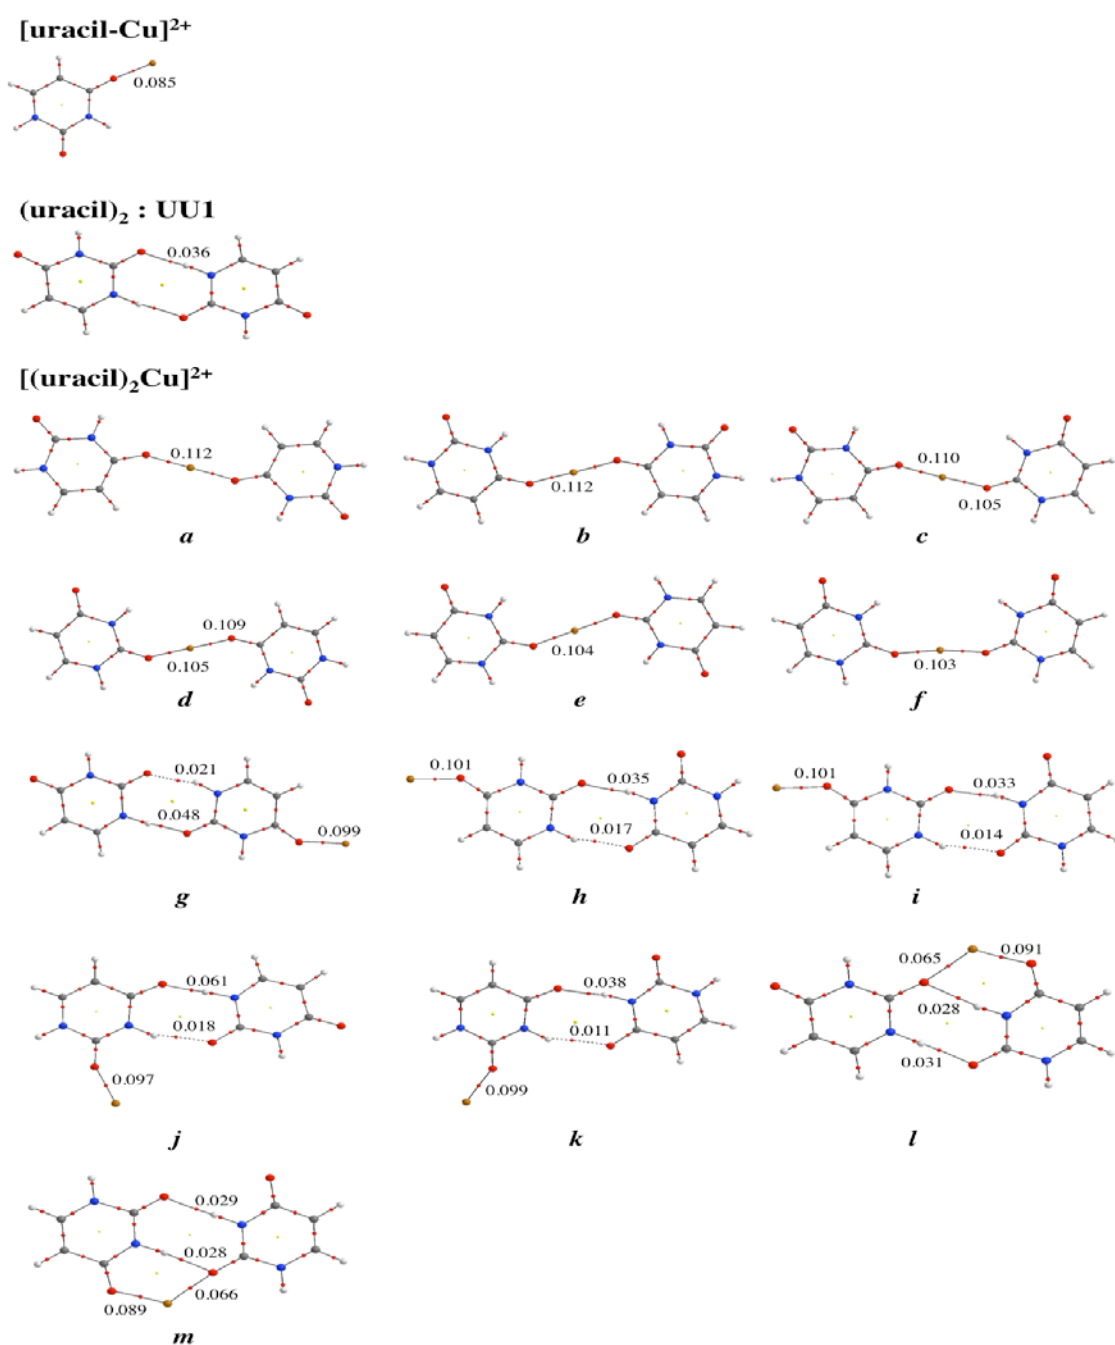 [uracil-Cu]²⁺
0.085
(uracil)₂ : UU1
0.036
[(uracil)₂Cu]²⁺
0.112
a
0.112
b
0.110
0.105
c
0.109
0.105
d
0.104
e
0.103
f
0.021
0.048
0.099
g
0.101
0.035
0.017
h
0.101
0.033
0.014
i
0.061
0.018
0.097
j
0.038
0.011
0.099
k
0.065
0.091
0.028
0.031
l
0.029
0.028
0.066
0.089
m